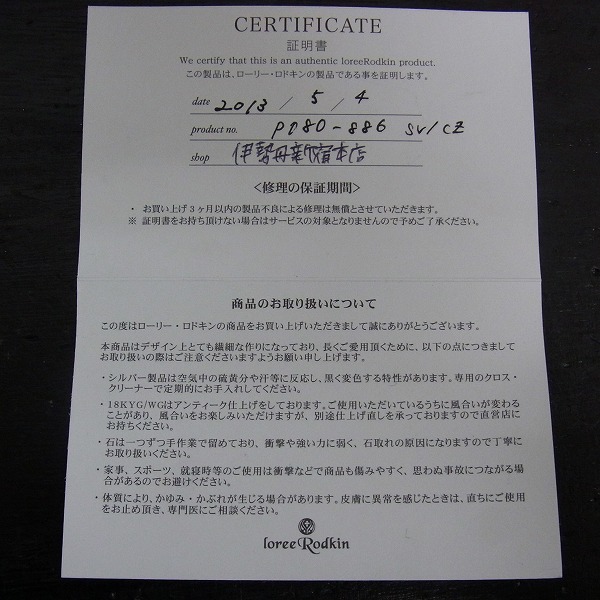 CERTIFICATE
証明書
We certify that this is an authentic loreeRodkin product.
この製品は、ローリー・ロドキンの製品である事を証明します。
date 2013 / 5 / 4
product no. P180-886 SV/CZ
shop 伊勢丹新宿本店
<修理の保証期間>
・ お買い上げ3ヶ月以内の製品不良による修理は無償とさせていただきます。
※ 証明書をお持ち頂けない場合はサービスの対象となりませんので予めご了承ください。
商品のお取り扱いについて
この度はローリー・ロドキンの商品をお買い上げいただきまして誠にありがとうございます。
本商品はデザイン上とても繊細な作りになっており、長くご愛用頂くために、以下の点につきまして
お取り扱いの際はご注意くださいますようお願い申し上げます。
・シルバー製品は空気中の硫黄分や汗等に反応し、黒く変色する特性があります。専用のクロス・
クリーナーで定期的にお手入れしてください。
・18KYG/WGはアンティーク仕上げをしております。ご使用いただいているうちに風合いが変わる
ことがあり、風合いをお楽しみいただけますが、別途仕上げ直しを承っておりますので直営店に
お持ちください。
・石は一つずつ手作業で留めており、衝撃や強い力に弱く、石取れの原因になりますので丁寧に
お取り扱いください。
・家事、スポーツ、就寝時等のご使用は衝撃などで商品も傷みやすく、思わぬ事故につながる場合
があるのでお避けください。
・体質により、かゆみ・かぶれが生じる場合があります。皮膚に異常を感じたときは、直ちにご使用
をお止め頂き、専門医にご相談ください。
loreeRodkin